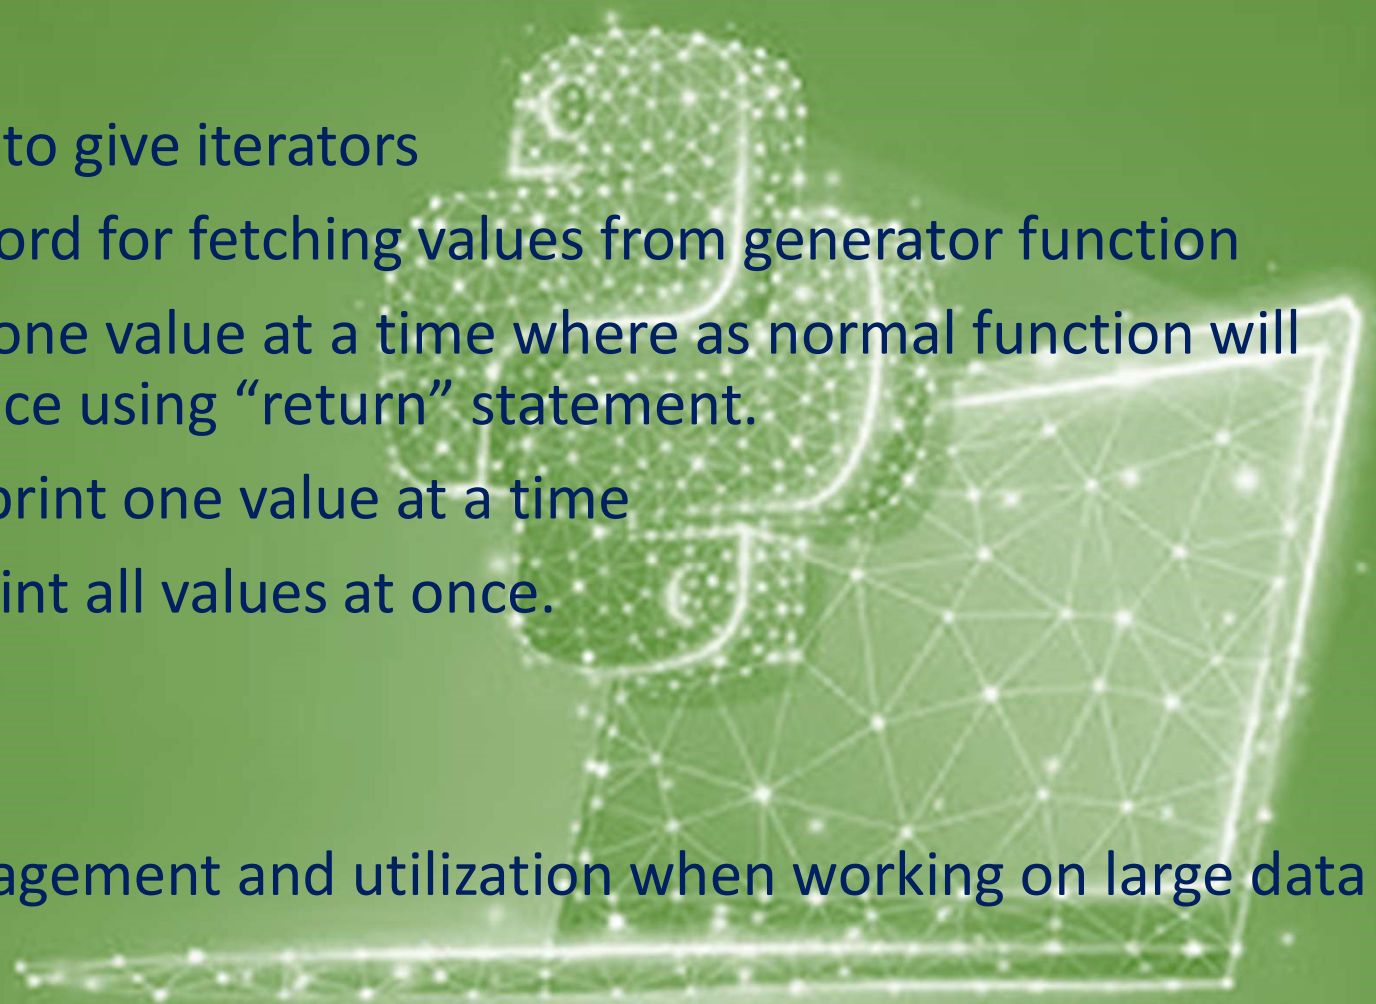 to give iterators
ord for fetching values from generator function
one value at a time where as normal function will
ce using “return” statement.
print one value at a time
int all values at once.
agement and utilization when working on large data